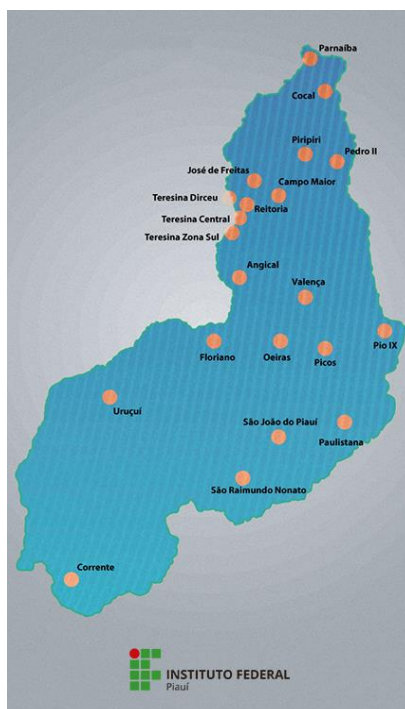 Parnaíba
Cocal
Piripiri
Pedro II
José de Freitas
Campo Maior
Teresina Dirceu
Reitoria
Teresina Central
Teresina Zona Sul
Angical
Valença
Pio IX
Floriano
Oeiras
Picos
Uruçuí
São João do Piauí
Paulistana
São Raimundo Nonato
Corrente
INSTITUTO FEDERAL
Piauí